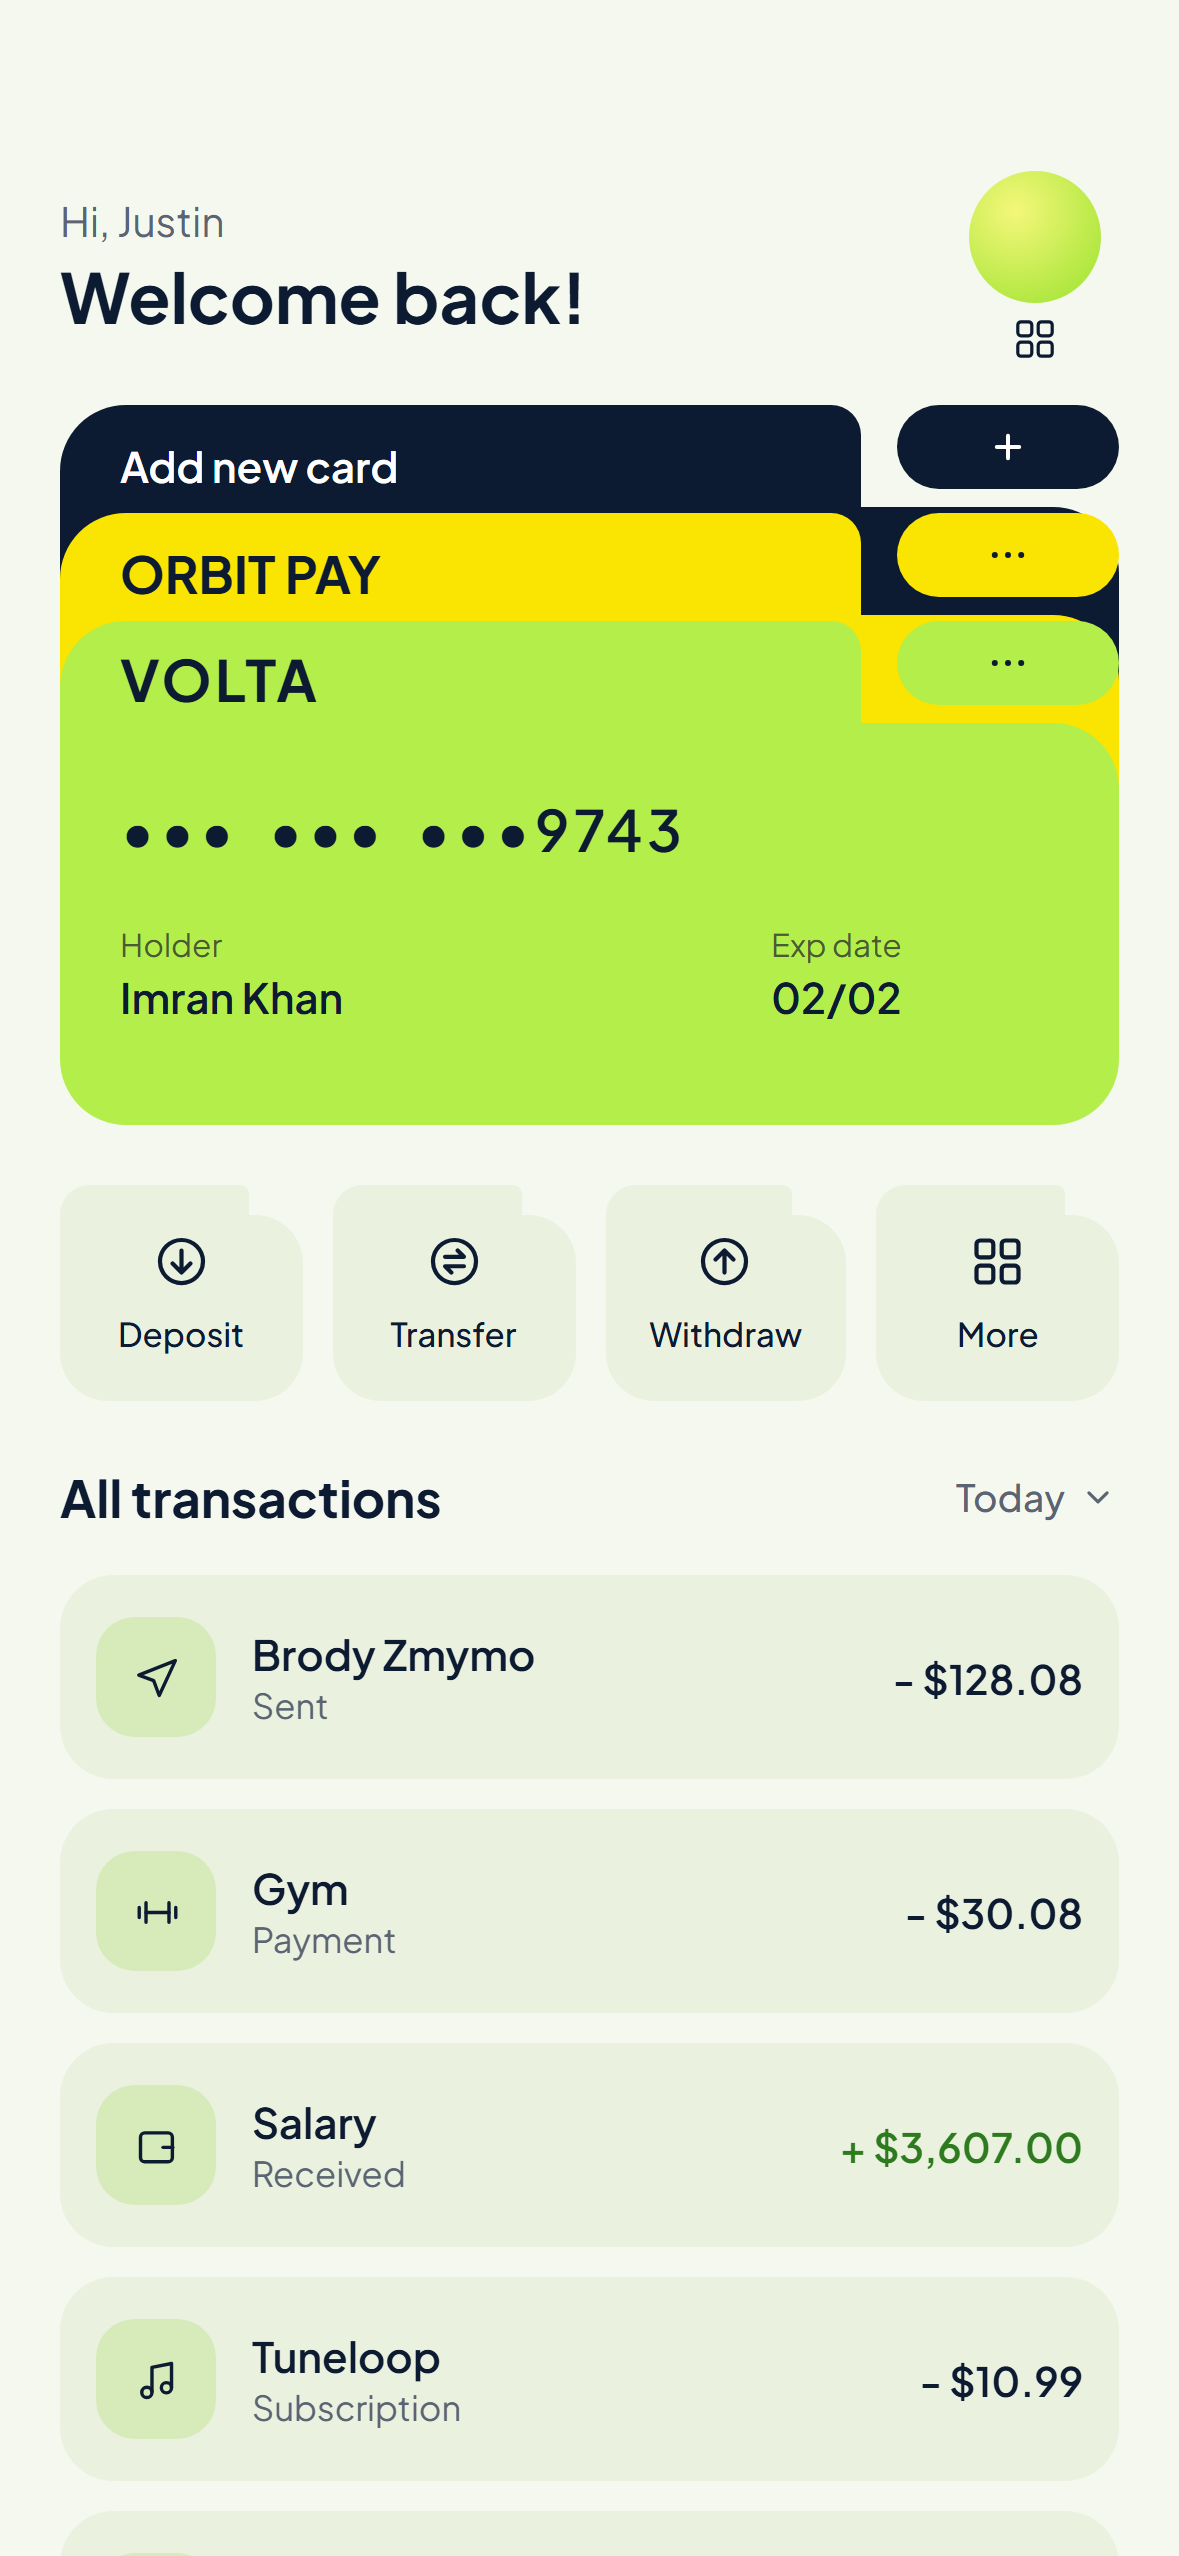 Hi, Justin
Welcome back!
Add new card
ORBIT PAY
VOLTA
●●● ●●● ●●●9743
Holder
Exp date
Imran Khan
02/02
Deposit
Transfer
Withdraw
More
All transactions
Today
Brody Zmymo
Sent
- $128.08
Gym
Payment
- $30.08
Salary
Received
+ $3,607.00
Tuneloop
Subscription
- $10.99